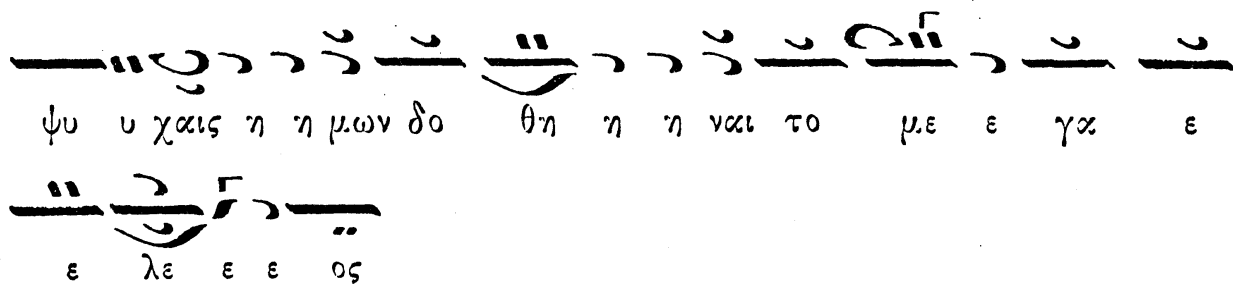 ψυ υ χαις η η μων δο θη η η ναι το με ε γα ε
ε λε ε ε ος